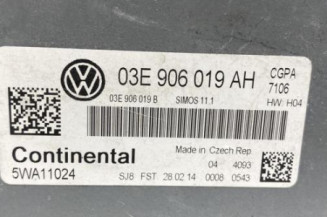 03E 906 019 AH CGPA
7106
03E 906 019 B SIMOS 11.1 HW: H04
Made in Czech Rep
Continental 04 4093
5WA11024 SJ8 FST 28 02 14 0008 0543